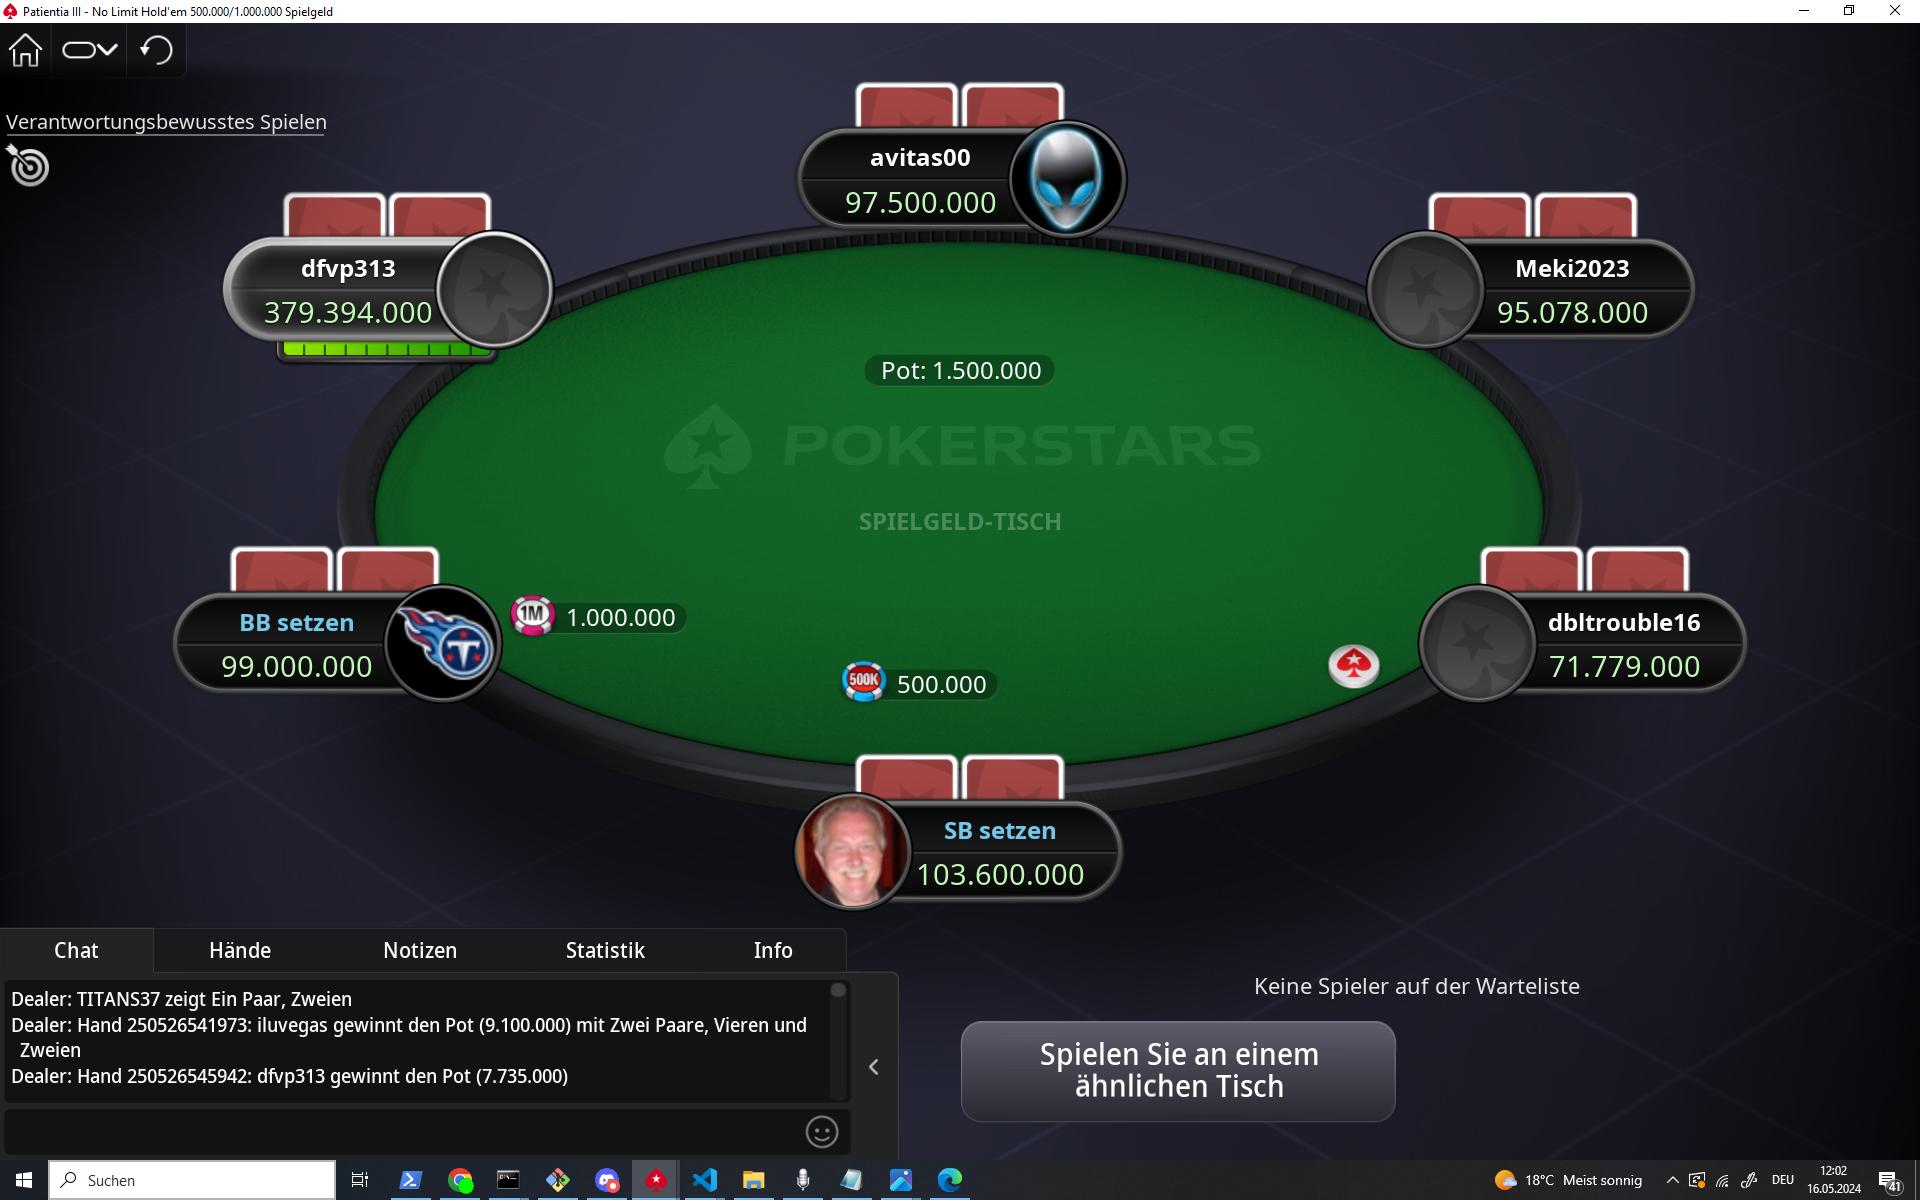 Patientia III - No Limit Hold'em 500.000/1.000.000 Spielgeld
Verantwortungsbewusstes Spielen
avitas00
97.500.000
dfvp313
379.394.000
Meki2023
95.078.000
Pot: 1.500.000
POKERSTARS
SPIELGELD-TISCH
BB setzen
99.000.000
1M
1.000.000
500K
500.000
dbltrouble16
71.779.000
SB setzen
103.600.000
Chat
Hände
Notizen
Statistik
Info
Dealer: TITANS37 zeigt Ein Paar, Zweien
Dealer: Hand 250526541973: iluvegas gewinnt den Pot (9.100.000) mit Zwei Paare, Vieren und
Zweien
Dealer: Hand 250526545942: dfvp313 gewinnt den Pot (7.735.000)
Keine Spieler auf der Warteliste
Spielen Sie an einem
ähnlichen Tisch
Suchen
18°C Meist sonnig
DEU
12:02
16.05.2024
41